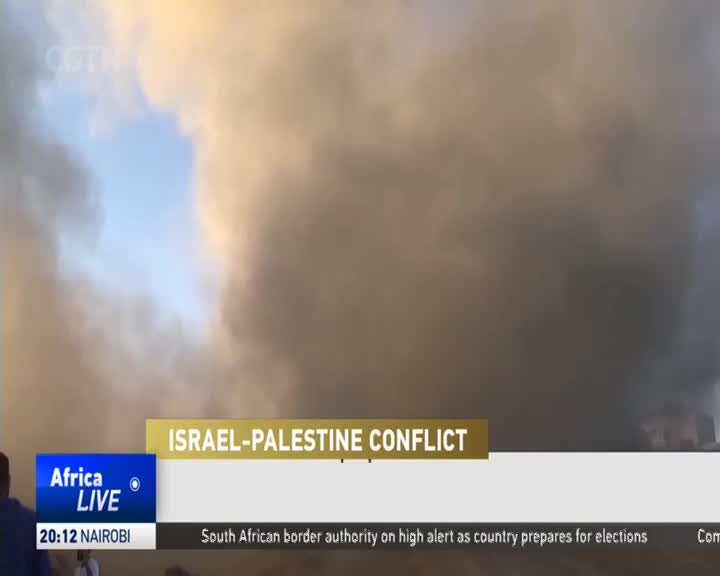 CGTN
ISRAEL-PALESTINE CONFLICT
Africa
LIVE
20:12 NAIROBI
South African border authority on high alert as country prepares for elections